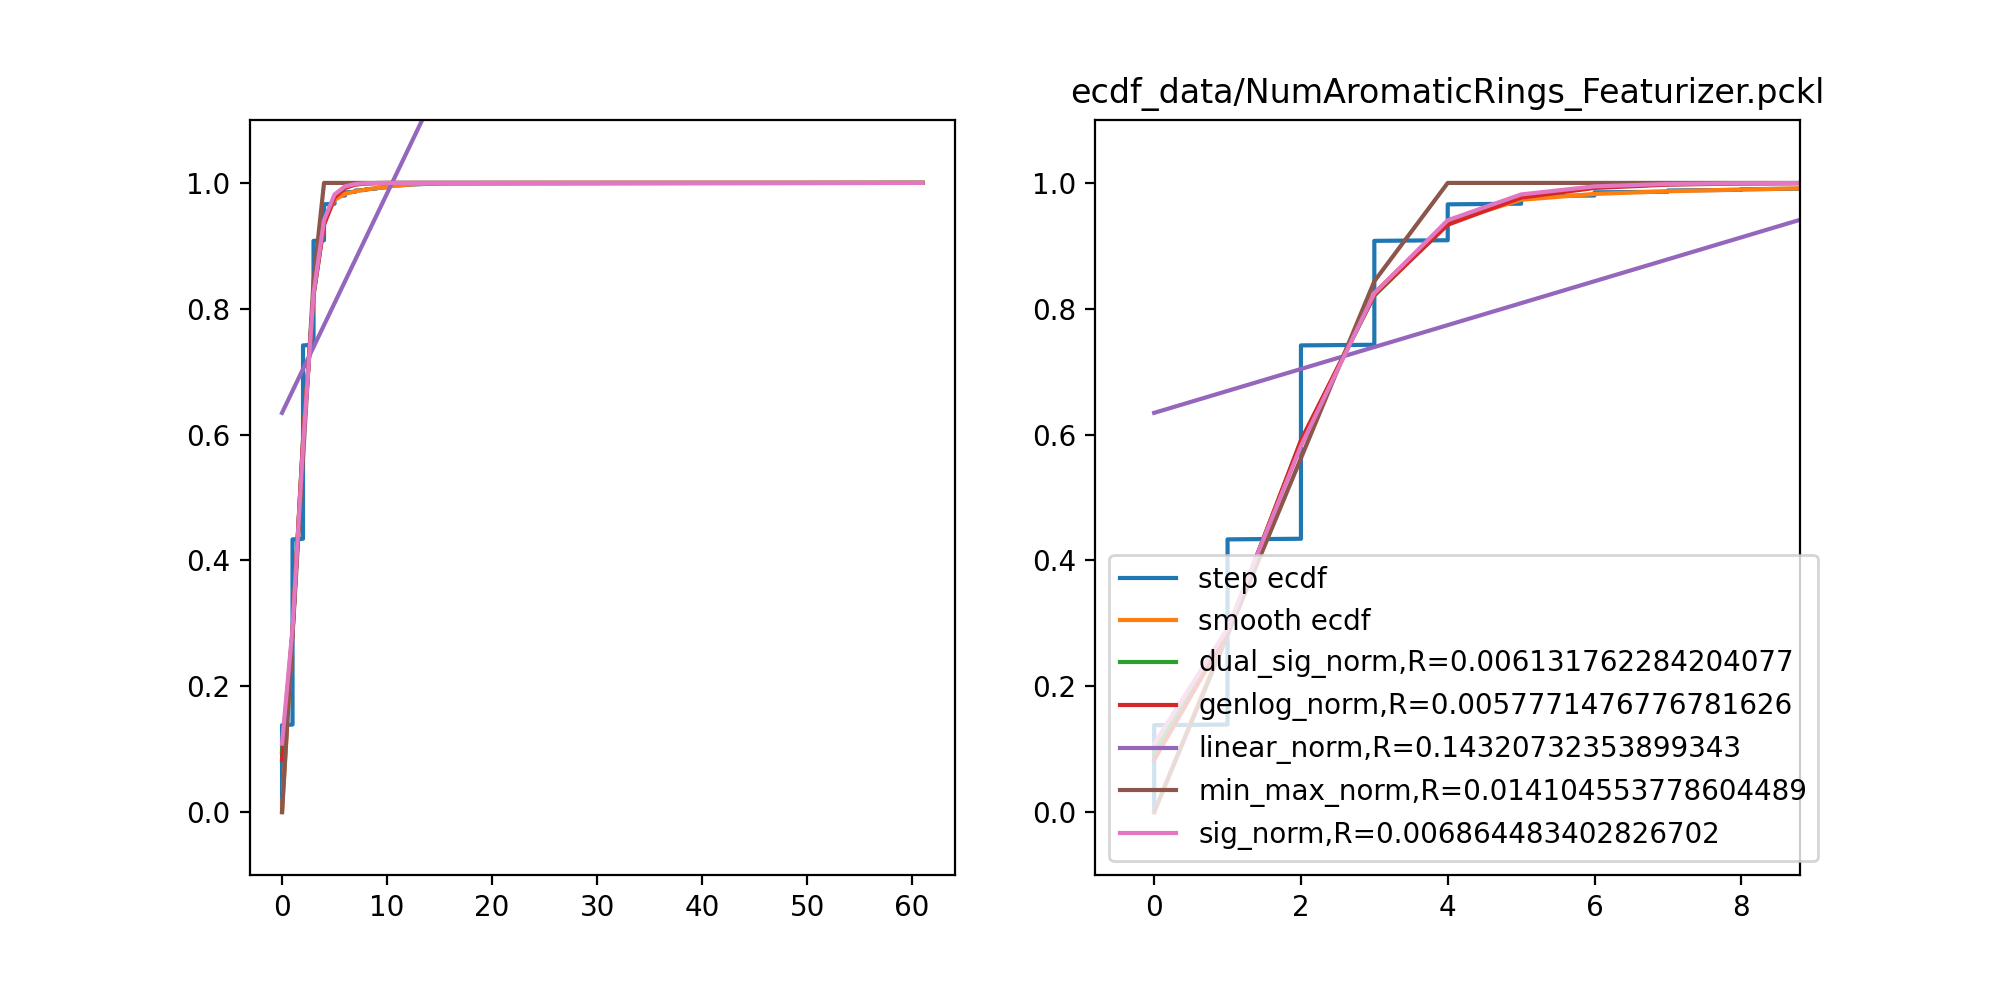 ecdf_data/NumAromaticRings_Featurizer.pckl
1.0
0.8
0.6
0.4
0.2
0.0
0 10 20 30 40 50 60
1.0
0.8
0.6
0.4
0.2
0.0
step ecdf
smooth ecdf
dual_sig_norm,R=0.006131762284204077
genlog_norm,R=0.0057771476776781626
linear_norm,R=0.14320732353899343
min_max_norm,R=0.014104553778604489
sig_norm,R=0.006864483402826702
0 2 4 6 8